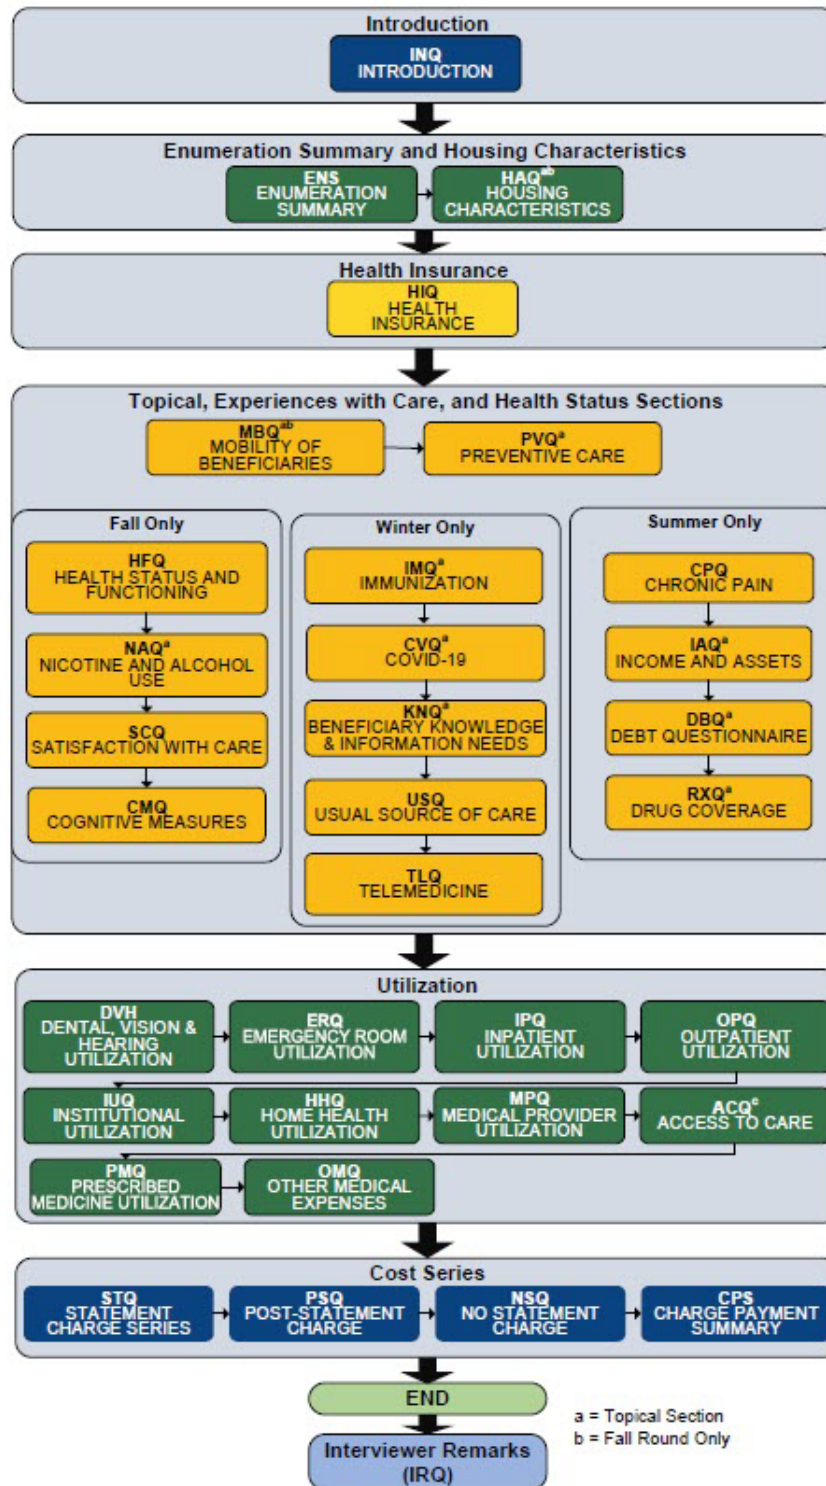 Introduction
INQ
INTRODUCTION
Enumeration Summary and Housing Characteristics
ENS
ENUMERATION
SUMMARY
HAQab
HOUSING
CHARACTERISTICS
Health Insurance
HIQ
HEALTH
INSURANCE
Topical, Experiences with Care, and Health Status Sections
MBQab
MOBILITY OF
BENEFICIARIES
PVQa
PREVENTIVE CARE
Fall Only
HFQ
HEALTH STATUS AND
FUNCTIONING
NAQa
NICOTINE AND ALCOHOL
USE
SCQ
SATISFACTION WITH CARE
CMQ
COGNITIVE MEASURES
Winter Only
IMQa
IMMUNIZATION
CVQa
COVID-19
KNQa
BENEFICIARY KNOWLEDGE
& INFORMATION NEEDS
USQ
USUAL SOURCE OF CARE
TLQ
TELEMEDICINE
Summer Only
CPQ
CHRONIC PAIN
IAQa
INCOME AND ASSETS
DBQa
DEBT QUESTIONNAIRE
RXQa
DRUG COVERAGE
Utilization
DVH
DENTAL, VISION &
HEARING
UTILIZATION
ERQ
EMERGENCY ROOM
UTILIZATION
IPQ
INPATIENT
UTILIZATION
OPQ
OUTPATIENT
UTILIZATION
IUQ
INSTITUTIONAL
UTILIZATION
HHQ
HOME HEALTH
UTILIZATION
MPQ
MEDICAL PROVIDER
UTILIZATION
ACQc
ACCESS TO CARE
PMQ
PRESCRIBED
MEDICINE UTILIZATION
OMQ
OTHER MEDICAL
EXPENSES
Cost Series
STQ
STATEMENT
CHARGE SERIES
PSQ
POST-STATEMENT
CHARGE
NSQ
NO STATEMENT
CHARGE
CPS
CHARGE PAYMENT
SUMMARY
END
Interviewer Remarks
(IRQ)
a = Topical Section
b = Fall Round Only